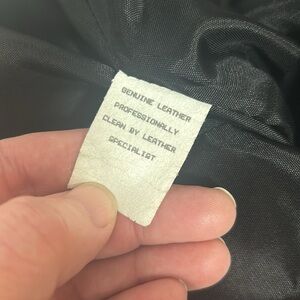 GENUINE LEATHER
PROFESSIONALLY
CLEAN BY LEATHER
SPECIALIST